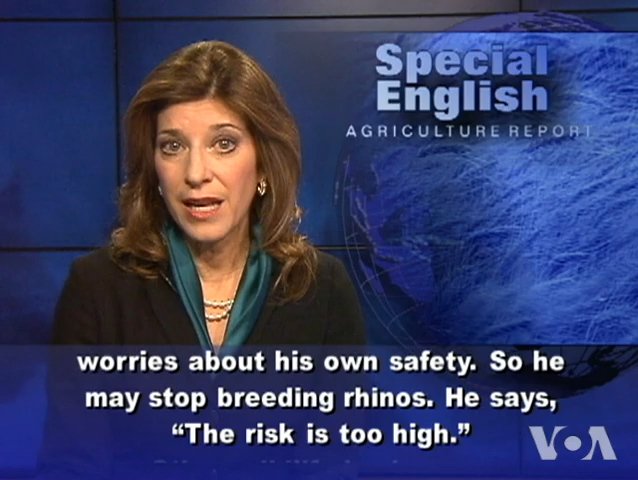 Special
English
AGRICULTURE REPORT
worries about his own safety. So he
may stop breeding rhinos. He says,
“The risk is too high.”
VOA